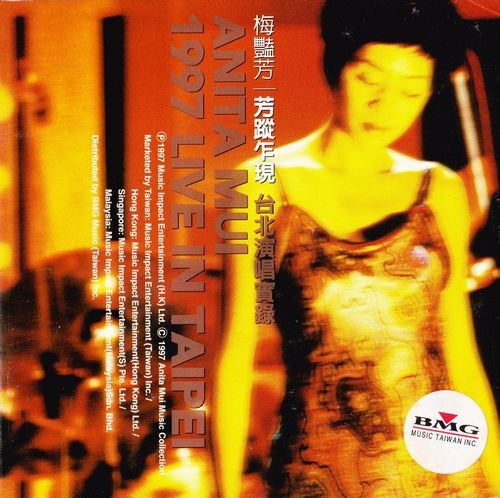 梅豔芳｜芳蹤乍現 台北演唱實錄
ANITA MUI
1997 LIVE IN TAIPEI
Ⓟ1997 Music Impact Entertainment (H.K) Ltd. Ⓒ 1997 Anita Mui Music Collection
Marketed by Taiwan: Music Impact Entertainment (Taiwan) Inc. /
Hong Kong: Music Impact Entertainment(Hong Kong) Ltd. /
Singapore: Music Impact Entertainment(S) Pte. Ltd. /
Malaysia: Music Impact Entertainment(Malaysia)Sdn. Bhd.
Distributed by BMG Music (Taiwan) Inc.
BMG
MUSIC TAIWAN INC.